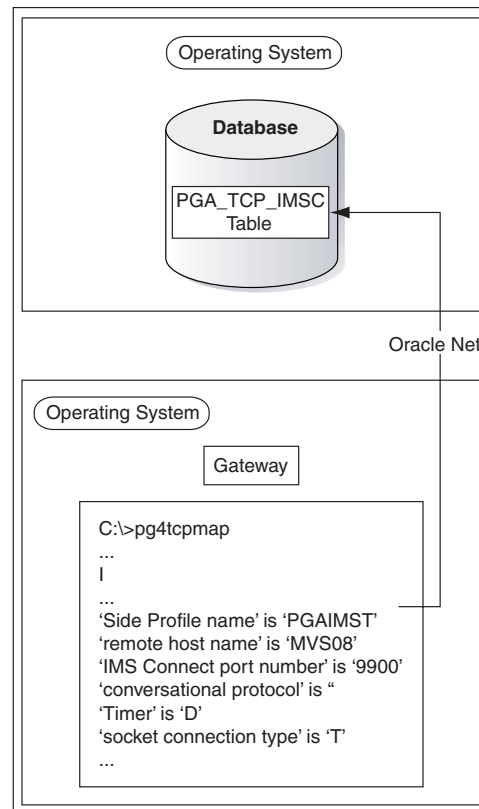 Operating System
Database
PGA_TCP_IMSC
Table
Oracle Net
Operating System
Gateway
C:\>pg4tcpmap
...
I
...
‘Side Profile name’ is ‘PGAIMST’
‘remote host name’ is ‘MVS08’
‘IMS Connect port number’ is ‘9900’
‘conversational protocol’ is “
‘Timer’ is ‘D’
‘socket connection type’ is ‘T’
...